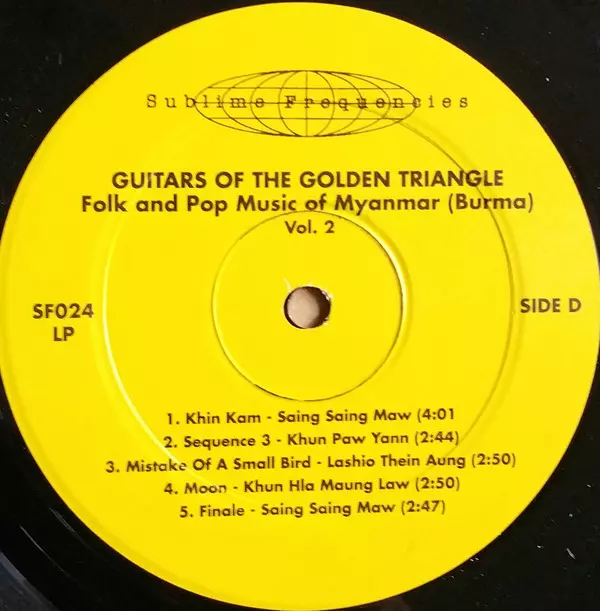 Sublime Frequencies
GUITARS OF THE GOLDEN TRIANGLE
Folk and Pop Music of Myanmar (Burma)
Vol. 2
SF024
LP
SIDE D
1. Khin Kam - Saing Saing Maw (4:01
2. Sequence 3 - Khun Paw Yann (2:44)
3. Mistake Of A Small Bird - Lashio Thein Aung (2:50)
4. Moon - Khun Hla Maung Law (2:50)
5. Finale - Saing Saing Maw (2:47)